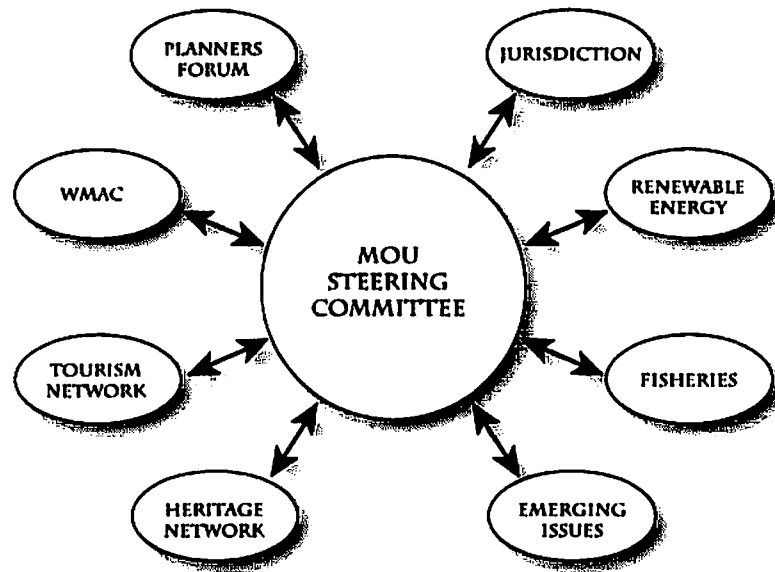 PLANNERS
FORUM
JURISDICTION
WMAC
RENEWABLE
ENERGY
MOU
STEERING
COMMITTEE
TOURISM
NETWORK
FISHERIES
HERITAGE
NETWORK
EMERGING
ISSUES